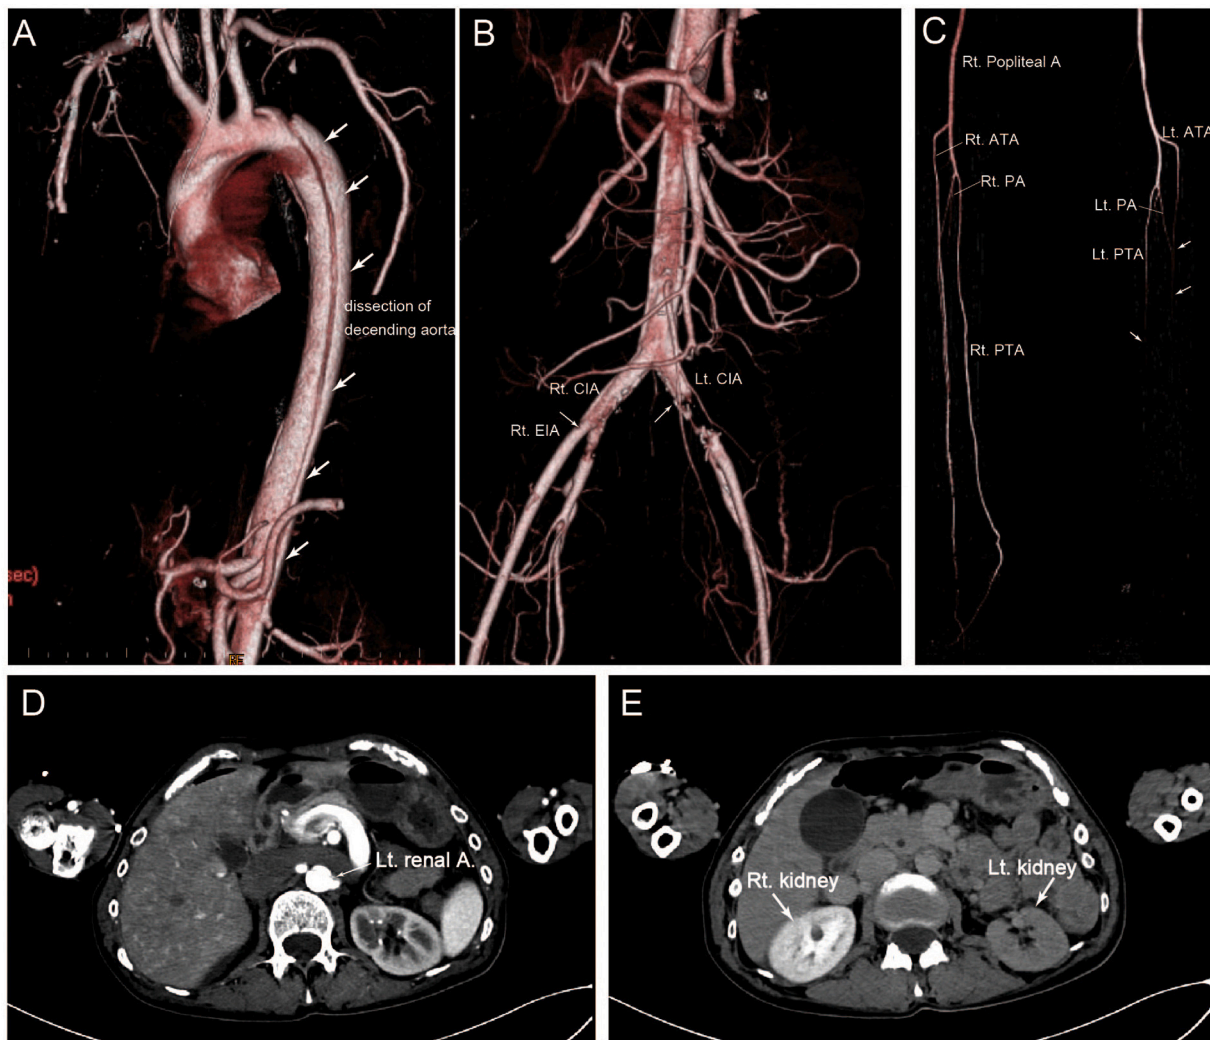 A
dissection of
decending aorta
sec)
RF
B
Rt. CIA
Lt. CIA
Rt. EIA
C
Rt. Popliteal A
Lt. ATA
Rt. ATA
Rt. PA
Lt. PA
Lt. PTA
Rt. PTA
D
Lt. renal A.
E
Rt. kidney
Lt. kidney